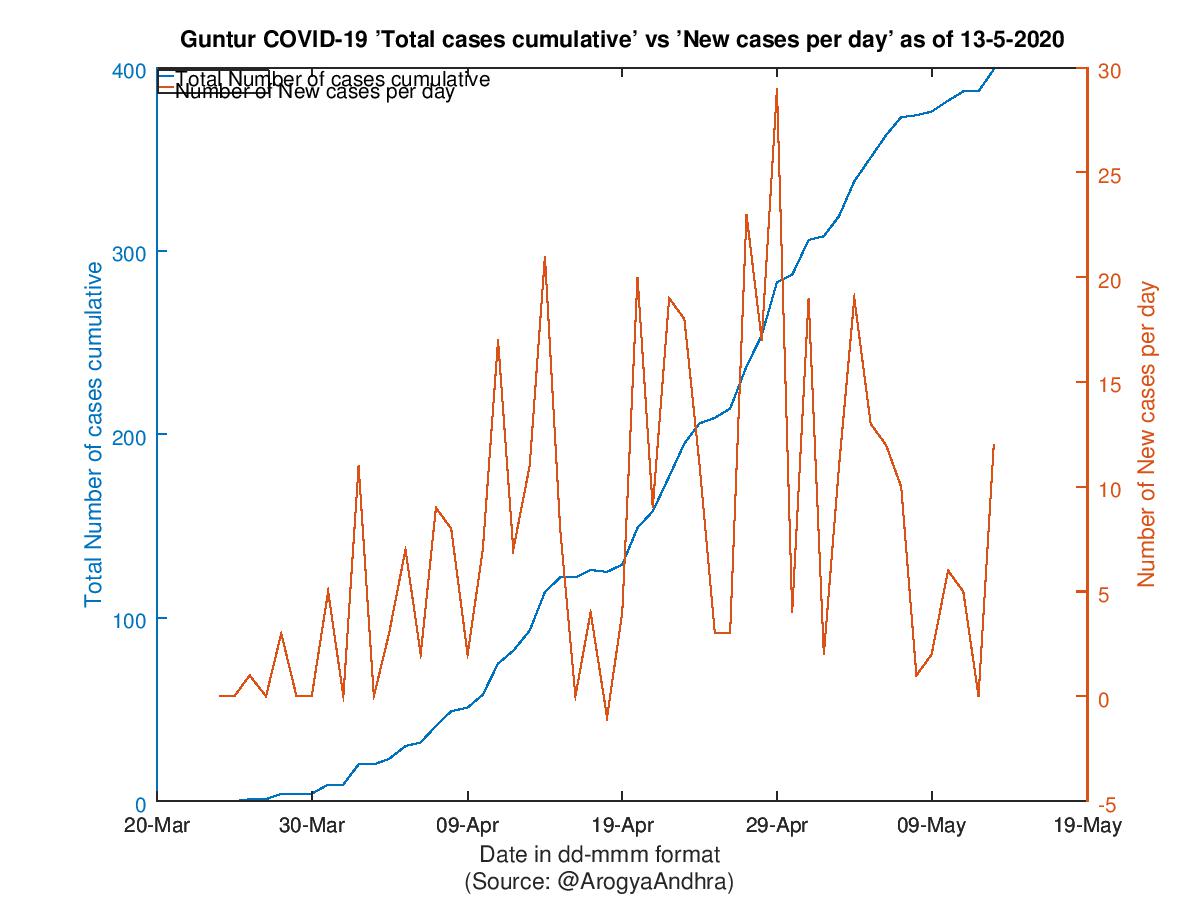 Guntur COVID-19 ’Total cases cumulative’ vs ’New cases per day’ as of 13-5-2020
Total Number of cases cumulative
Number of New cases per day
400
300
200
100
0
Total Number of cases cumulative
30
25
20
15
10
5
0
-5
Number of New cases per day
20-Mar 30-Mar 09-Apr 19-Apr 29-Apr 09-May 19-May
Date in dd-mmm format
(Source: @ArogyaAndhra)